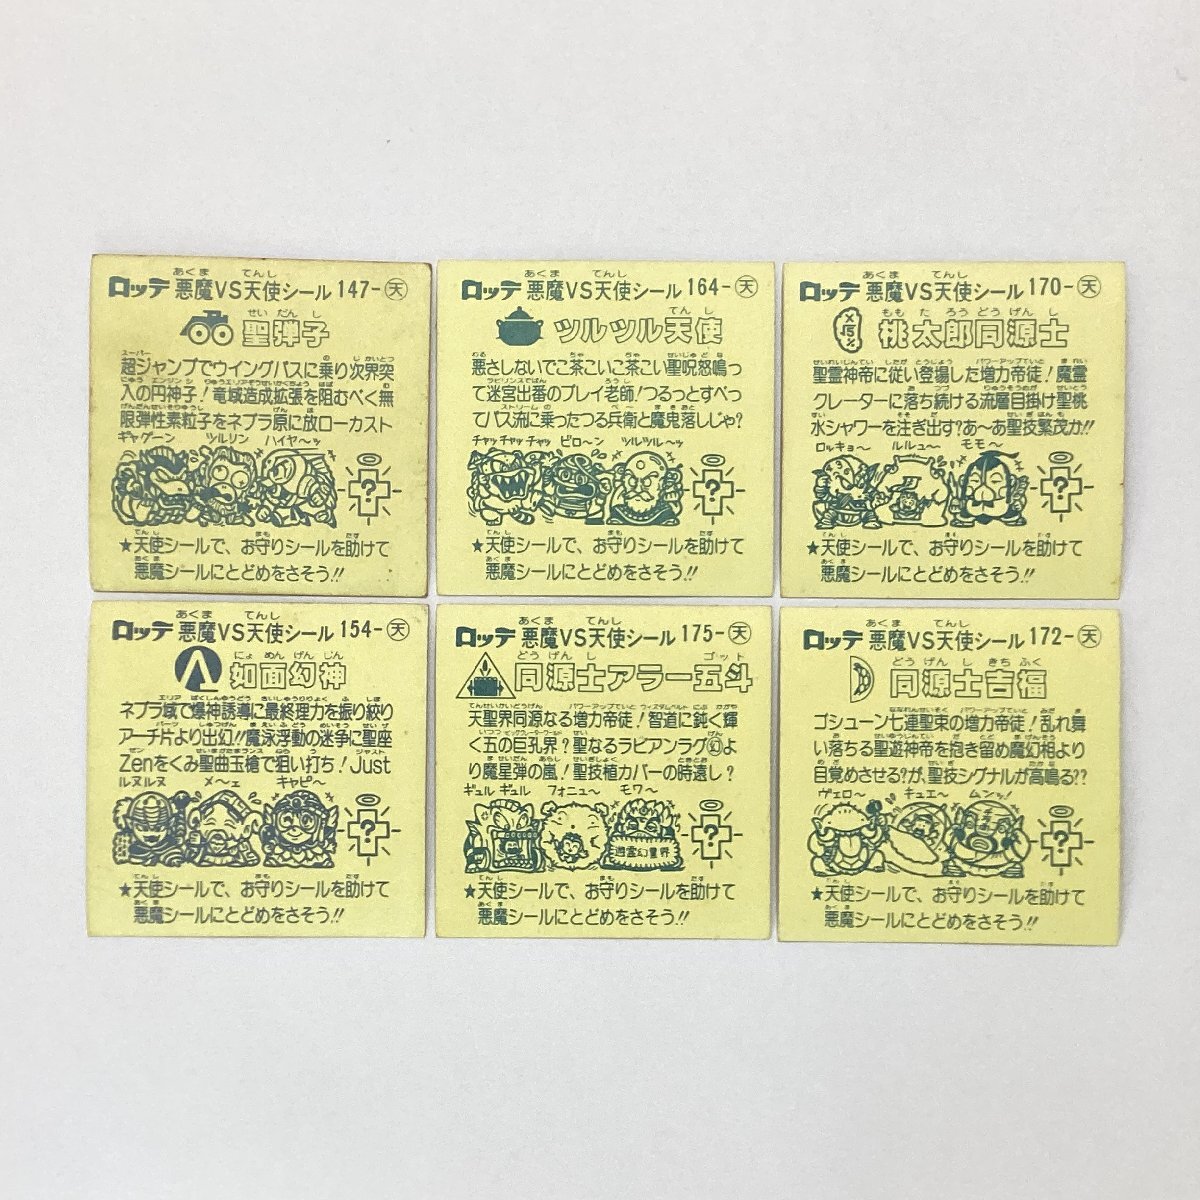 ロッテ 悪魔VS天使シール 147-天
聖弾子
超ジャンプでウイングパスに乗り次界突
入の円神子!竜域造成拡張を阻むべく無
限弾性素粒子をネブラ原に放ローカスト
ギャグーン ツルリン ハイヤ〜ッ
?
★天使シールで、お守りシールを助けて
悪魔シールにとどめをさそう!!
ロッテ 悪魔VS天使シール 164-天
ツルツル天使
悪さしないでこ茶こいこ茶こい聖呪怒鳴っ
て迷宮出番のプレイ老師!つるっとすべっ
てパス流に乗ったつる兵衛と魔鬼落しじゃ?
チャッチャッチャッ ピロ〜ン ツルツル〜ッ
?
★天使シールで、お守りシールを助けて
悪魔シールにとどめをさそう!!
ロッテ 悪魔VS天使シール 170-天
桃太郎同源士
聖霊神帝に従い登場した増力帝徒!魔霊
クレーターに落ち続ける流層目掛け聖桃
水シャワーを注ぎ出す?あ〜あ聖技繁茂か!!
ロッキョ〜 ルルュ〜 モモ〜
?
★天使シールで、お守りシールを助けて
悪魔シールにとどめをさそう!!
ロッテ 悪魔VS天使シール 154-天
如面幻神
ネブラ域で爆神誘導に最終理力を振り絞り
アーチ片より出幻!!魔泳浮動の迷争に聖座
Zenをくみ聖曲玉槍で狙い打ち!Just
ルヌルヌ メ〜ェ キャピ〜
?
★天使シールで、お守りシールを助けて
悪魔シールにとどめをさそう!!
ロッテ 悪魔VS天使シール 175-天
同源士アラー五斗
天聖界同源なる増力帝徒!智道に鈍く輝
く五の巨孔界?聖なるラビアンラグ幻よ
り魔星弾の嵐!聖技植カバーの時遠し?
ギュルギュル フォニュ〜 モワ〜
?
★天使シールで、お守りシールを助けて
悪魔シールにとどめをさそう!!
ロッテ 悪魔VS天使シール 172-天
同源士吉福
ゴシューン七連聖束の増力帝徒!乱れ舞
い落ちる聖遊神帝を抱き留め魔幻相より
目覚めさせる?が、聖技シグナルが高鳴る??
ヴェロ〜 キュエ〜 ムンッ!
?
★天使シールで、お守りシールを助けて
悪魔シールにとどめをさそう!!